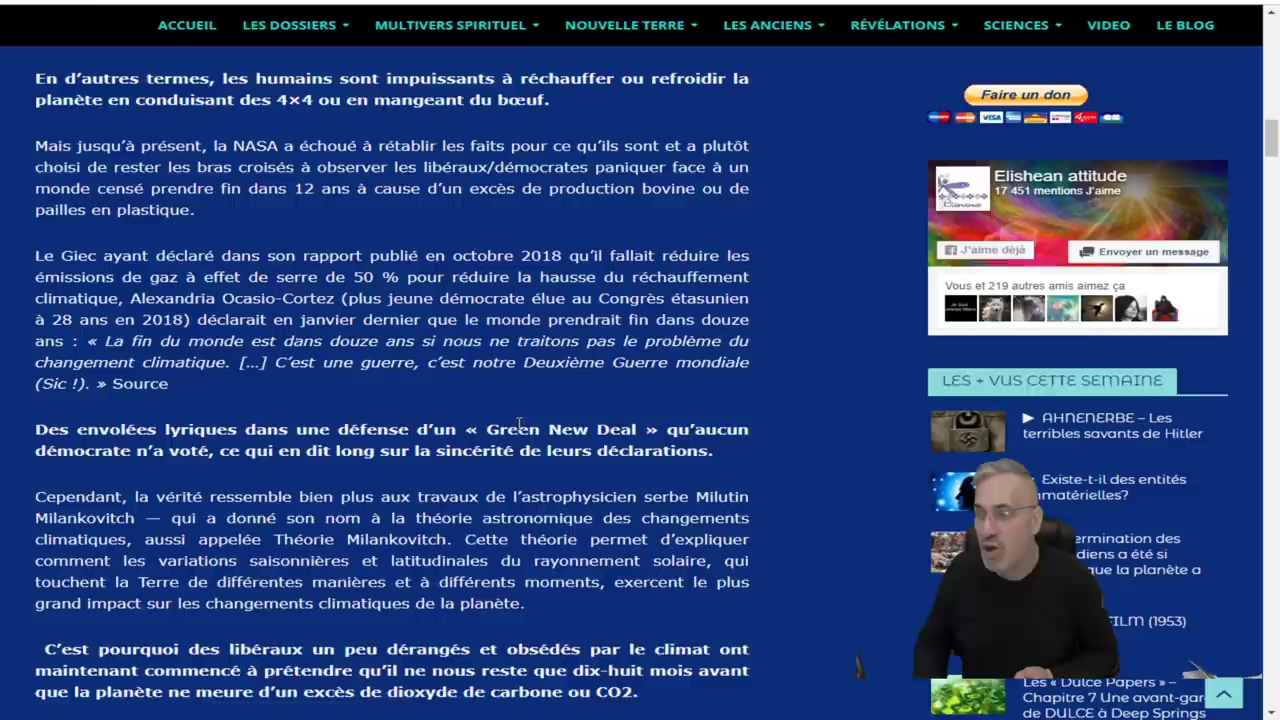 ACCUEIL LES DOSSIERS MULTIVERS SPIRITUEL NOUVELLE TERRE LES ANCIENS RÉVÉLATIONS SCIENCES VIDEO LE BLOG
En d’autres termes, les humains sont impuissants à réchauffer ou refroidir la
planète en conduisant des 4×4 ou en mangeant du bœuf.
Mais jusqu’à présent, la NASA a échoué à rétablir les faits pour ce qu’ils sont et a plutôt
choisi de rester les bras croisés à observer les libéraux/démocrates paniquer face à un
monde censé prendre fin dans 12 ans à cause d’un excès de production bovine ou de
pailles en plastique.
Le Giec ayant déclaré dans son rapport publié en octobre 2018 qu’il fallait réduire les
émissions de gaz à effet de serre de 50 % pour réduire la hausse du réchauffement
climatique, Alexandria Ocasio-Cortez (plus jeune démocrate élue au Congrès étasunien
à 28 ans en 2018) déclarait en janvier dernier que le monde prendrait fin dans douze
ans : « La fin du monde est dans douze ans si nous ne traitons pas le problème du
changement climatique. [...] C’est une guerre, c’est notre Deuxième Guerre mondiale
(Sic !). » Source
Des envolées lyriques dans une défense d’un « Green New Deal » qu’aucun
démocrate n’a voté, ce qui en dit long sur la sincérité de leurs déclarations.
Cependant, la vérité ressemble bien plus aux travaux de l’astrophysicien serbe Milutin
Milankovitch — qui a donné son nom à la théorie astronomique des changements
climatiques, aussi appelée Théorie Milankovitch. Cette théorie permet d’expliquer
comment les variations saisonnières et latitudinales du rayonnement solaire, qui
touchent la Terre de différentes manières et à différents moments, exercent le plus
grand impact sur les changements climatiques de la planète.
C’est pourquoi des libéraux un peu dérangés et obsédés par le climat ont
maintenant commencé à prétendre qu’il ne nous reste que dix-huit mois avant
que la planète ne meure d’un excès de dioxyde de carbone ou CO2.
Faire un don
VISA
Elishean attitude
17 451 mentions J’aime
J’aime déjà
Envoyer un message
Vous et 219 autres amis aimez ça
LES + VUS CETTE SEMAINE
► AHNENERBE – Les
terribles savants de Hitler
Existe-t-il des entités
mmatérielles?
ermination des
diens a été si
que la planète a
FILM (1953)
Les « Dulce Papers » –
Chapitre 7 Une avant-gar
de DULCE à Deep Springs